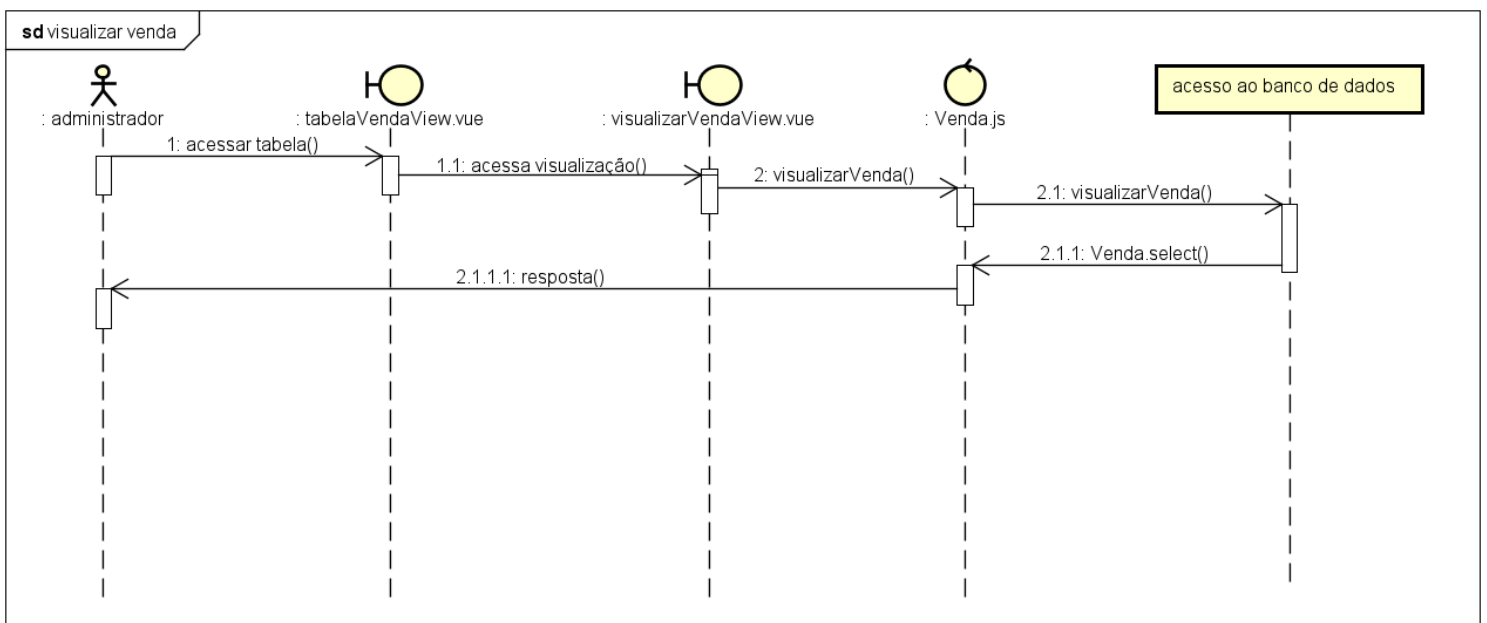 sd visualizar venda
: administrador
: tabelaVendaView.vue
: visualizarVendaView.vue
: Venda.js
acesso ao banco de dados
1: acessar tabela()
1.1: acessa visualização()
2: visualizarVenda()
2.1: visualizarVenda()
2.1.1: Venda.select()
2.1.1.1: resposta()